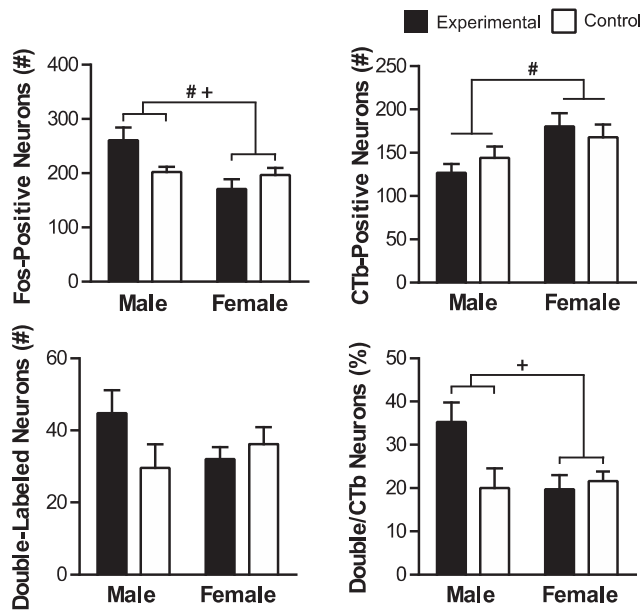 Experimental Control
Fos-Positive Neurons (#)
400
300
200
100
0
# +
Male Female
CTb-Positive Neurons (#)
250
200
150
100
50
0
#
Male Female
Double-Labeled Neurons (#)
60
40
20
0
Male Female
Double/CTb Neurons (%)
50
40
30
20
10
0
+
Male Female